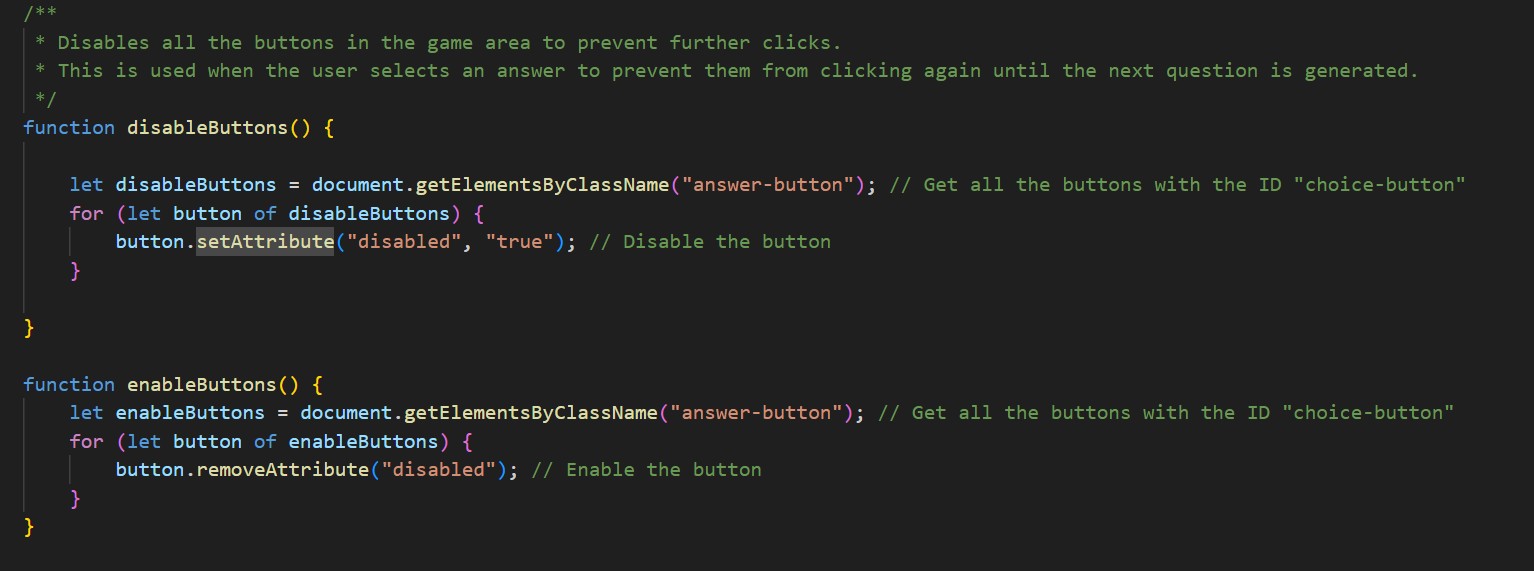 /**
 * Disables all the buttons in the game area to prevent further clicks.
 * This is used when the user selects an answer to prevent them from clicking again until the next question is generated.
 */
function disableButtons() {

    let disableButtons = document.getElementsByClassName("answer-button"); // Get all the buttons with the ID "choice-button"
    for (let button of disableButtons) {
        button.setAttribute("disabled", "true"); // Disable the button
    }

}

function enableButtons() {
    let enableButtons = document.getElementsByClassName("answer-button"); // Get all the buttons with the ID "choice-button"
    for (let button of enableButtons) {
        button.removeAttribute("disabled"); // Enable the button
    }
}